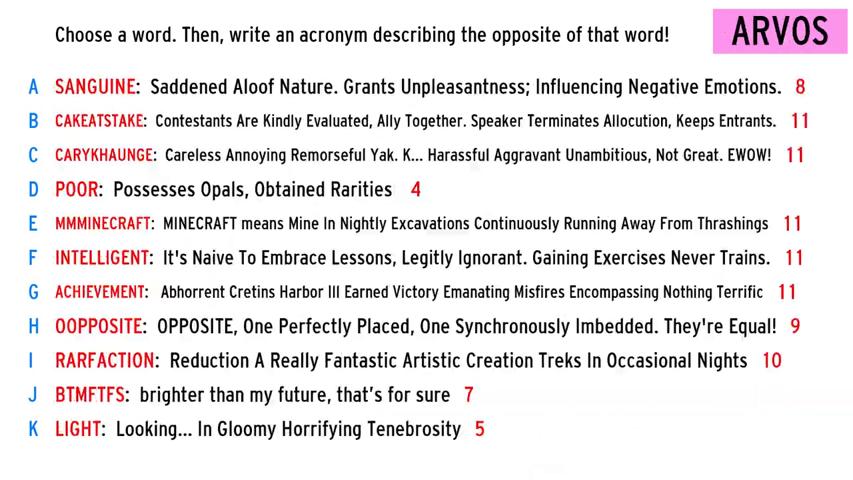 Choose a word. Then, write an acronym describing the opposite of that word!
ARVOS
A SANGUINE: Saddened Aloof Nature. Grants Unpleasantness; Influencing Negative Emotions. 8
B CAKEATSTAKE: Contestants Are Kindly Evaluated, Ally Together. Speaker Terminates Allocution, Keeps Entrants. 11
C CARYKHAUNGE: Careless Annoying Remorseful Yak. K... Harassful Aggravant Unambitious, Not Great. EWOW! 11
D POOR: Possesses Opals, Obtained Rarities 4
E MMMINECRAFT: MINECRAFT means Mine In Nightly Excavations Continuously Running Away From Thrashings 11
F INTELLIGENT: It's Naive To Embrace Lessons, Legitly Ignorant. Gaining Exercises Never Trains. 11
G ACHIEVEMENT: Abhorrent Cretins Harbor Ill Earned Victory Emanating Misfires Encompassing Nothing Terrific 11
H OOPPOSITE: OPPOSITE, One Perfectly Placed, One Synchronously Imbedded. They're Equal! 9
I RARFACTION: Reduction A Really Fantastic Artistic Creation Treks In Occasional Nights 10
J BTMFTFS: brighter than my future, that's for sure 7
K LIGHT: Looking... In Gloomy Horrifying Tenebrosity 5